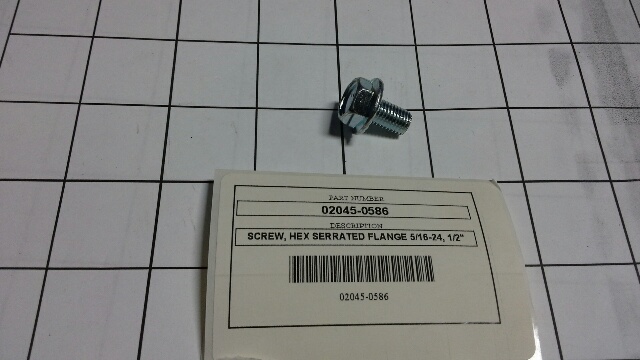 PART NUMBER
02045-0586
DESCRIPTION
SCREW, HEX SERRATED FLANGE 5/16-24, 1/2"
02045-0586